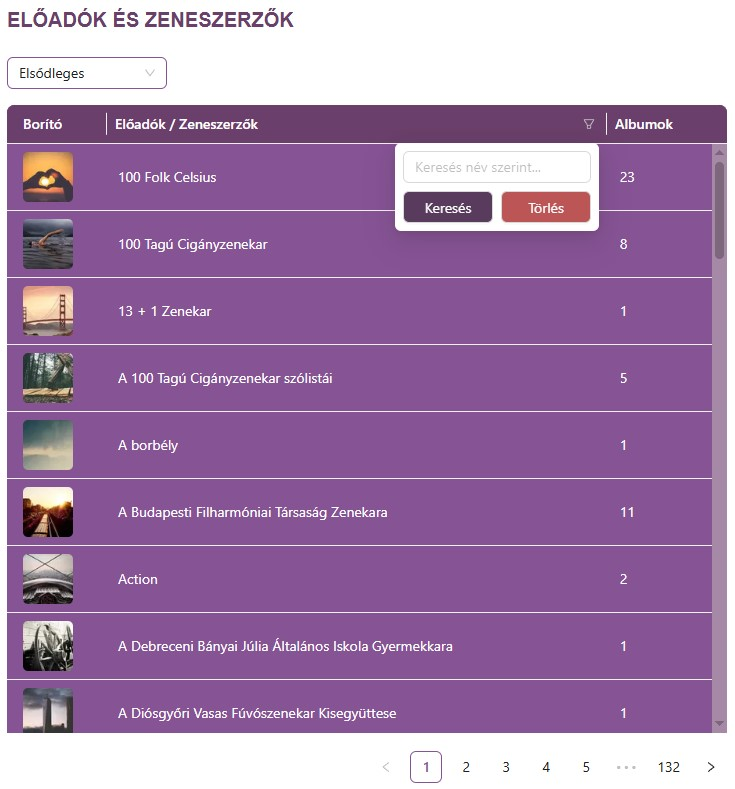 ELŐADÓK ÉS ZENESZERZŐK
Elsődleges
Borító Előadók / Zeneszerzők Albumok
Keresés név szerint...
Keresés Törlés
100 Folk Celsius 23
100 Tagú Cigányzenekar 8
13 + 1 Zenekar 1
A 100 Tagú Cigányzenekar szólistái 5
A borbély 1
A Budapesti Filharmóniai Társaság Zenekara 11
Action 2
A Debreceni Bányai Júlia Általános Iskola Gyermekkara 1
A Diósgyőri Vasas Fúvószenekar Kisegyüttese 1
< 1 2 3 4 5 ••• 132 >